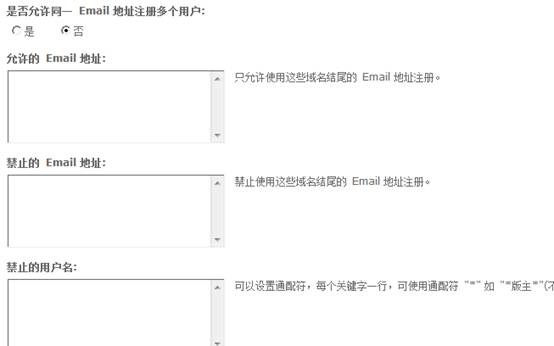 是否允许同一 Email 地址注册多个用户:
是 否
允许的 Email 地址:
只允许使用这些域名结尾的 Email 地址注册。
禁止的 Email 地址:
禁止使用这些域名结尾的 Email 地址注册。
禁止的用户名:
可以设置通配符，每个关键字一行，可使用通配符 "*" 如 "*版主*"(不